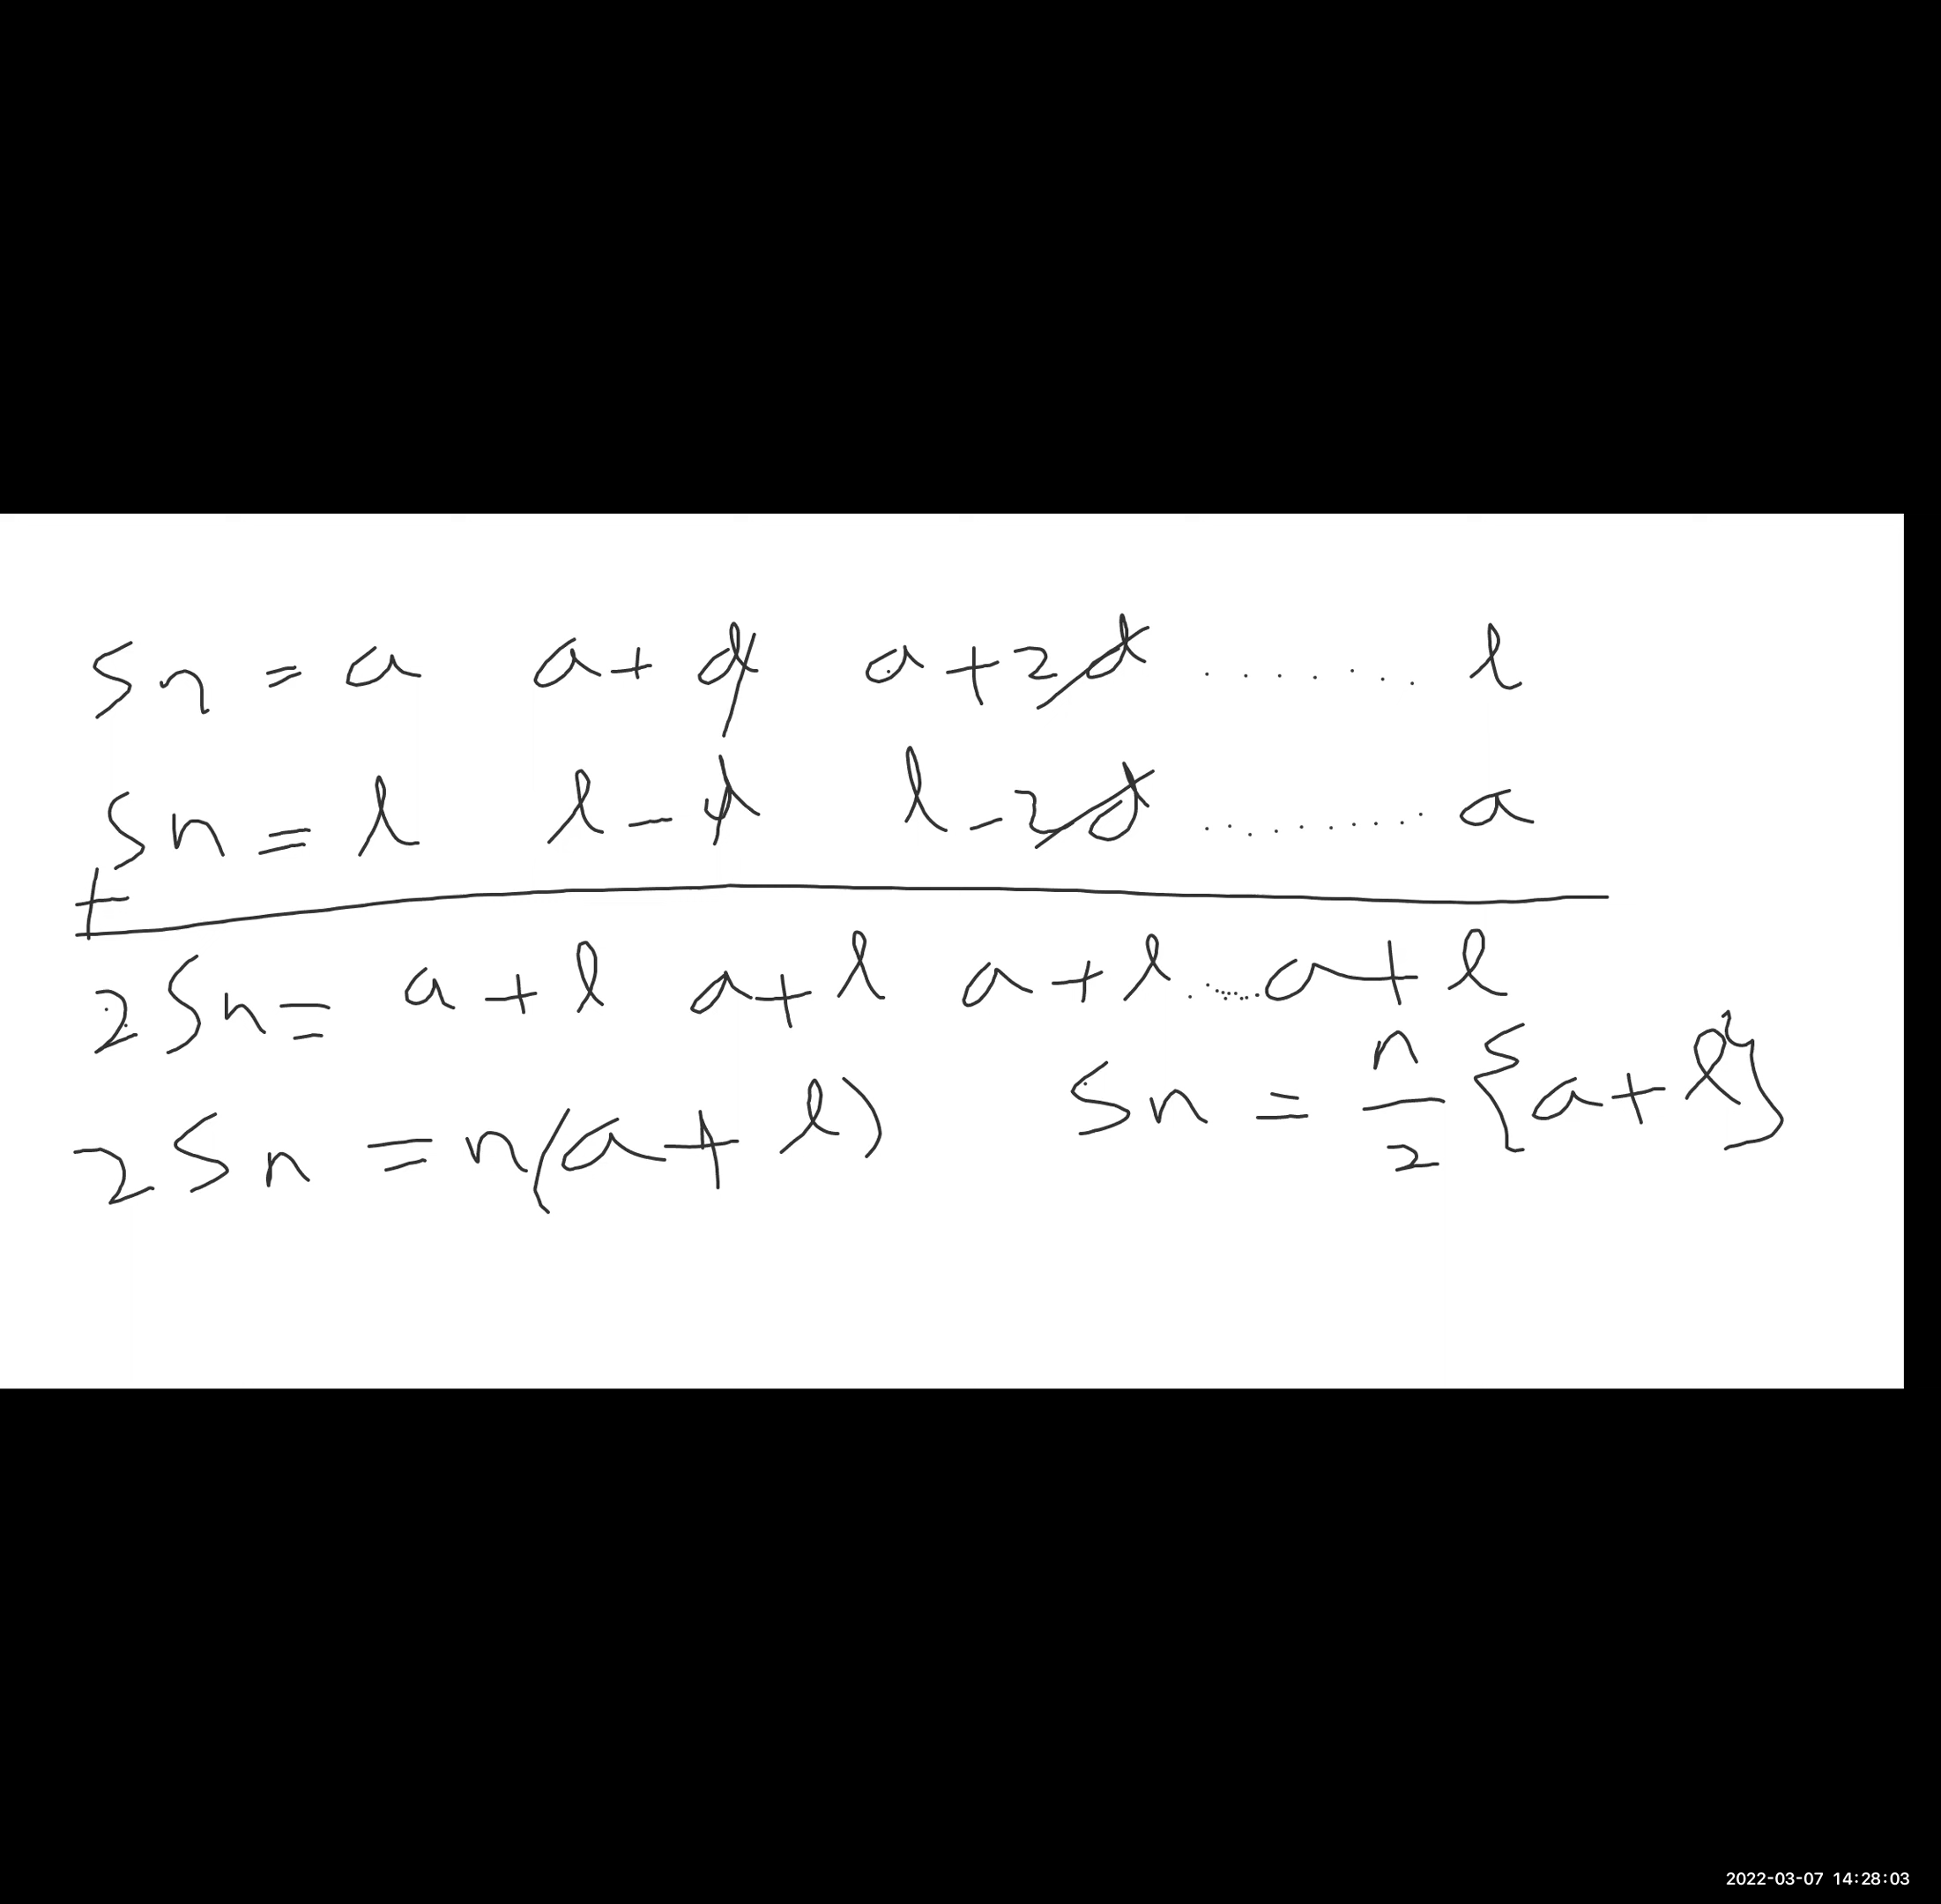 Sn = a a + d a + 2d ........ l
Sn = l l - d l - 2d ......... a
+
2Sn = a + l a + l a + l ...... a + l
2Sn = n(a + l) Sn = n/2 {a + l}
2022-03-07 14:28:03